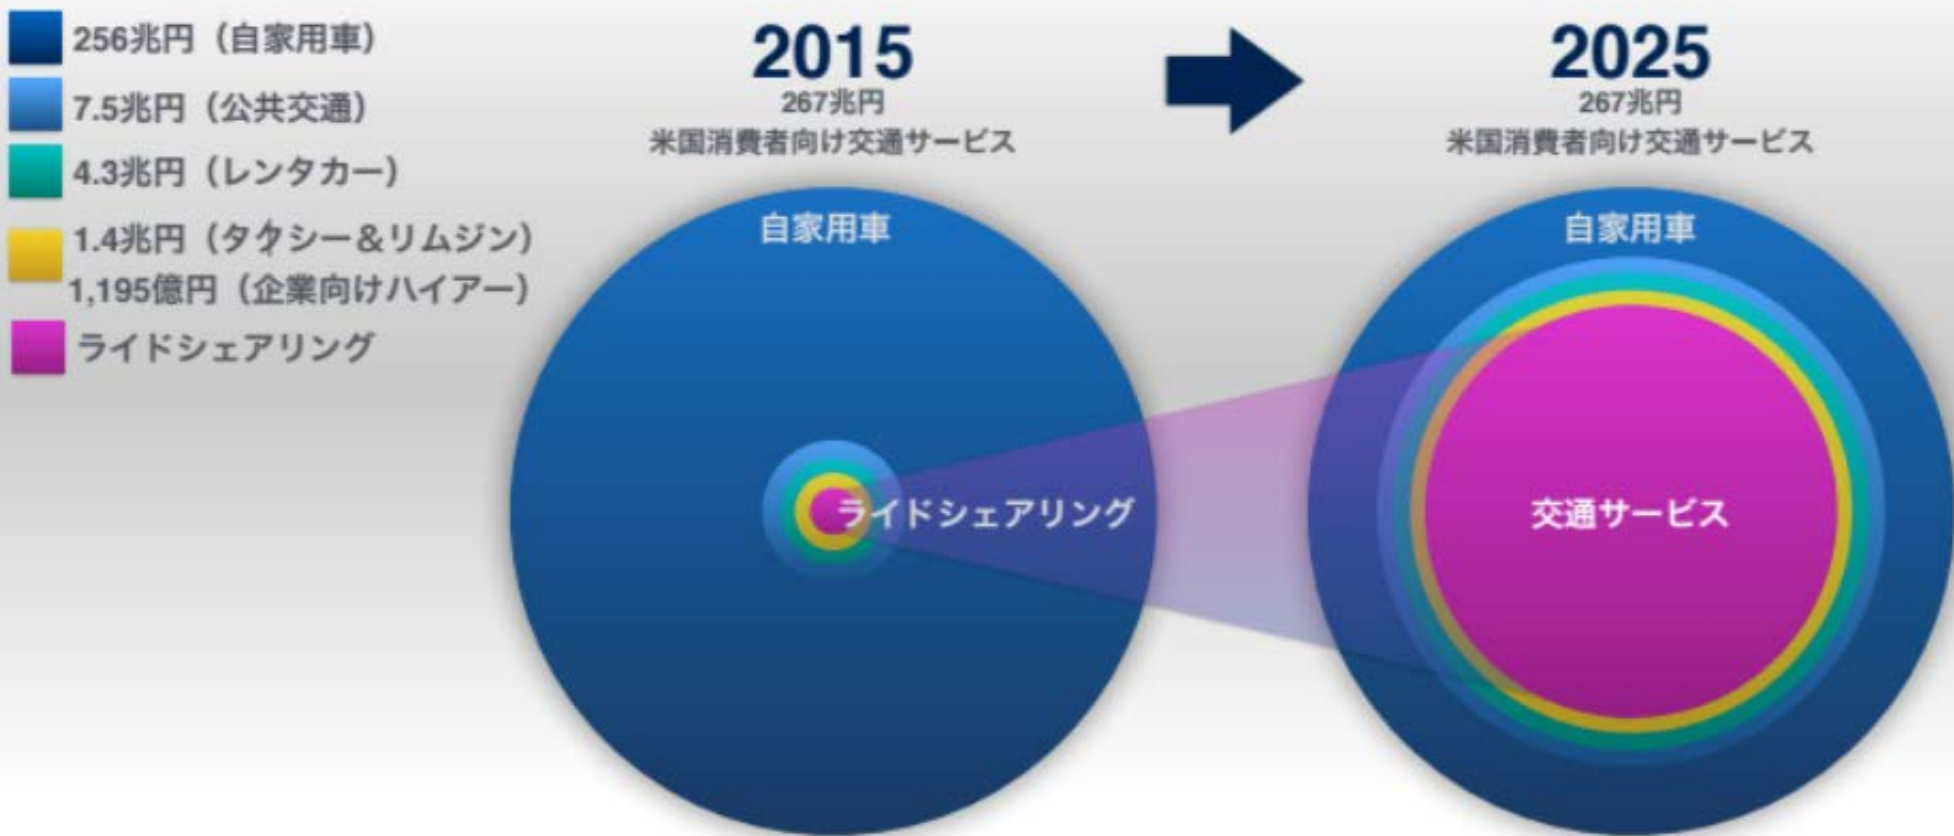 256兆円（自家用車）
7.5兆円（公共交通）
4.3兆円（レンタカー）
1.4兆円（タクシー＆リムジン）
1,195億円（企業向けハイアー）
ライドシェアリング
2015
267兆円
米国消費者向け交通サービス
自家用車
ライドシェアリング
2025
267兆円
米国消費者向け交通サービス
自家用車
交通サービス